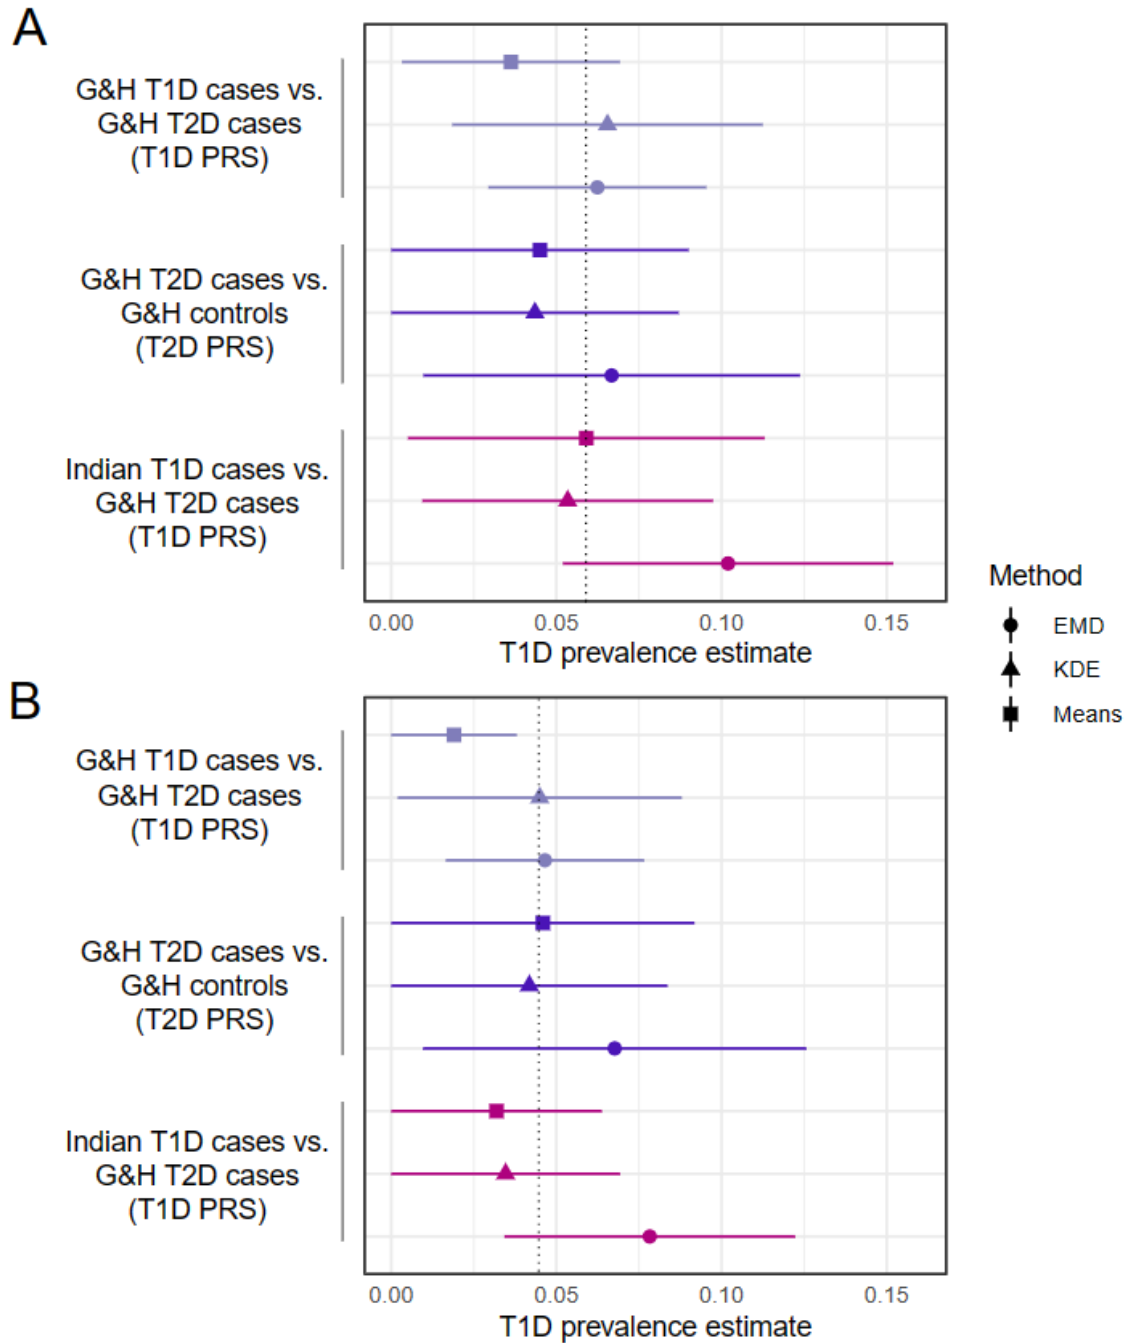 A
G&H T1D cases vs.
G&H T2D cases
(T1D PRS)
G&H T2D cases vs.
G&H controls
(T2D PRS)
Indian T1D cases vs.
G&H T2D cases
(T1D PRS)
0.00 0.05 0.10 0.15
T1D prevalence estimate
Method
EMD
KDE
Means
B
G&H T1D cases vs.
G&H T2D cases
(T1D PRS)
G&H T2D cases vs.
G&H controls
(T2D PRS)
Indian T1D cases vs.
G&H T2D cases
(T1D PRS)
0.00 0.05 0.10 0.15
T1D prevalence estimate